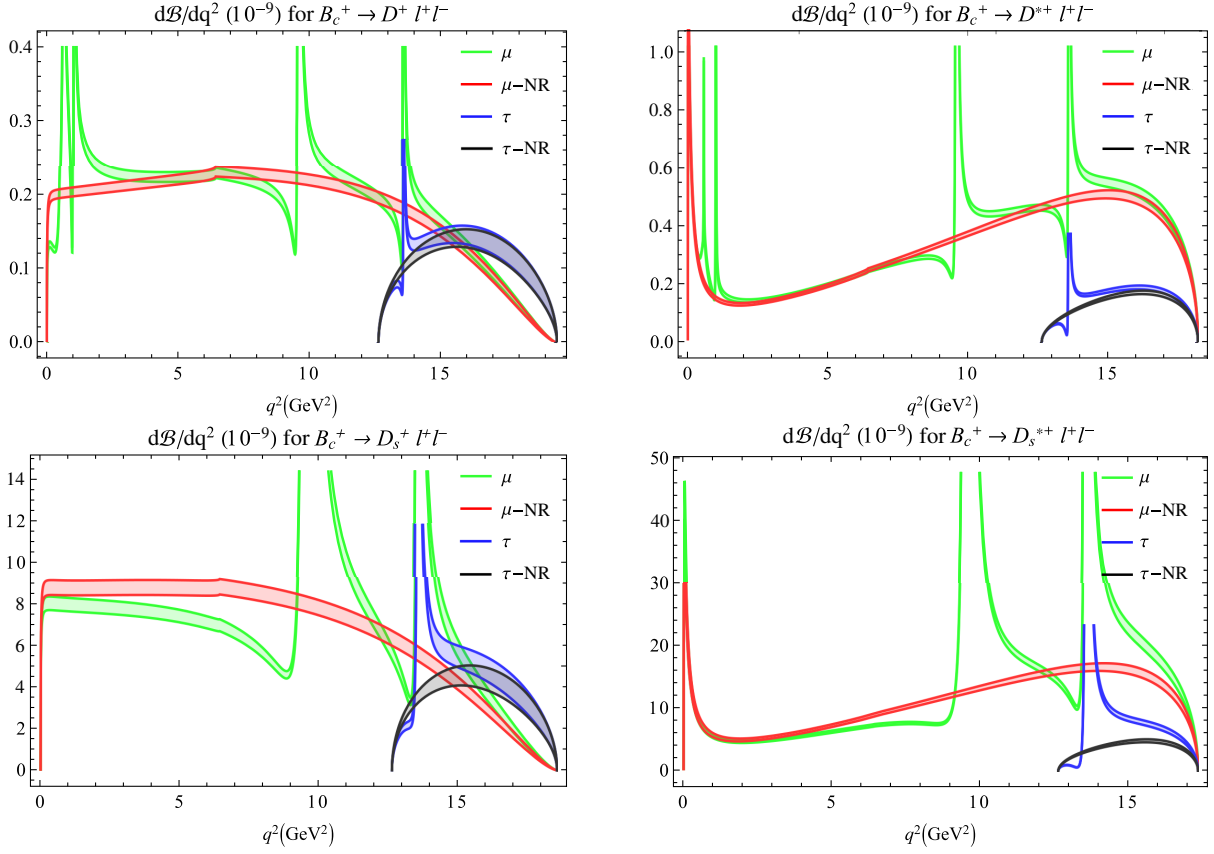 dℬ/dq² (10⁻⁹) for B_c⁺ → D⁺ l⁺l⁻
0.4
0.3
0.2
0.1
0.0
μ
μ−NR
τ
τ−NR
0 5 10 15
q²(GeV²)
dℬ/dq² (10⁻⁹) for B_c⁺ → D*⁺ l⁺l⁻
1.0
0.8
0.6
0.4
0.2
0.0
μ
μ−NR
τ
τ−NR
0 5 10 15
q²(GeV²)
dℬ/dq² (10⁻⁹) for B_c⁺ → D_s⁺ l⁺l⁻
14
12
10
8
6
4
2
0
μ
μ−NR
τ
τ−NR
0 5 10 15
q²(GeV²)
dℬ/dq² (10⁻⁹) for B_c⁺ → D_s*⁺ l⁺l⁻
50
40
30
20
10
0
μ
μ−NR
τ
τ−NR
0 5 10 15
q²(GeV²)